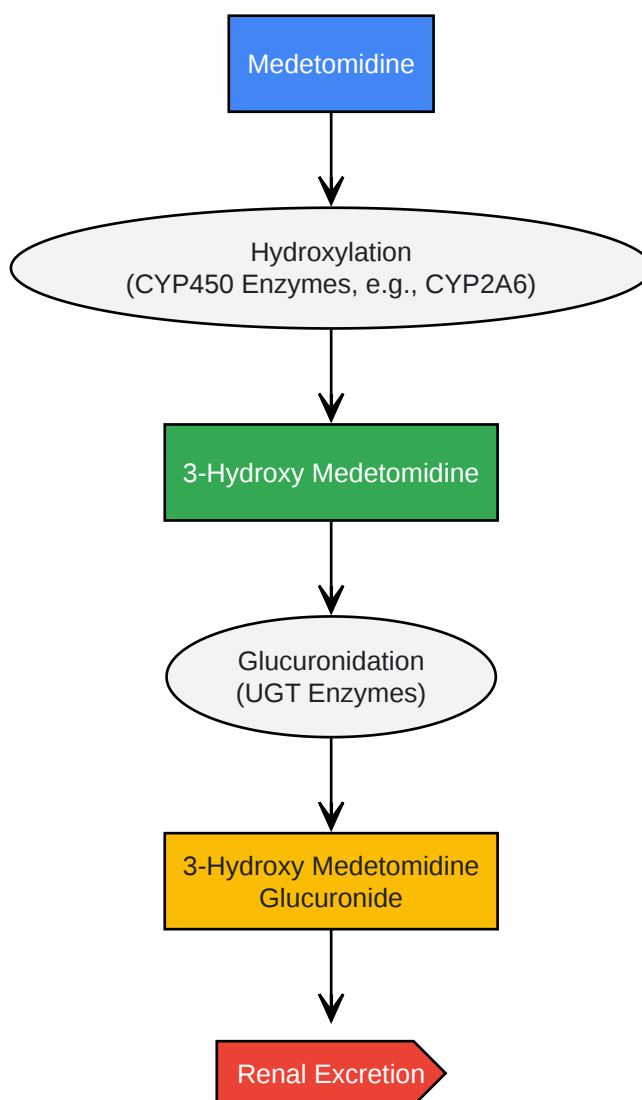 Medetomidine
Hydroxylation
(CYP450 Enzymes, e.g., CYP2A6)
3-Hydroxy Medetomidine
Glucuronidation
(UGT Enzymes)
3-Hydroxy Medetomidine
Glucuronide
Renal Excretion